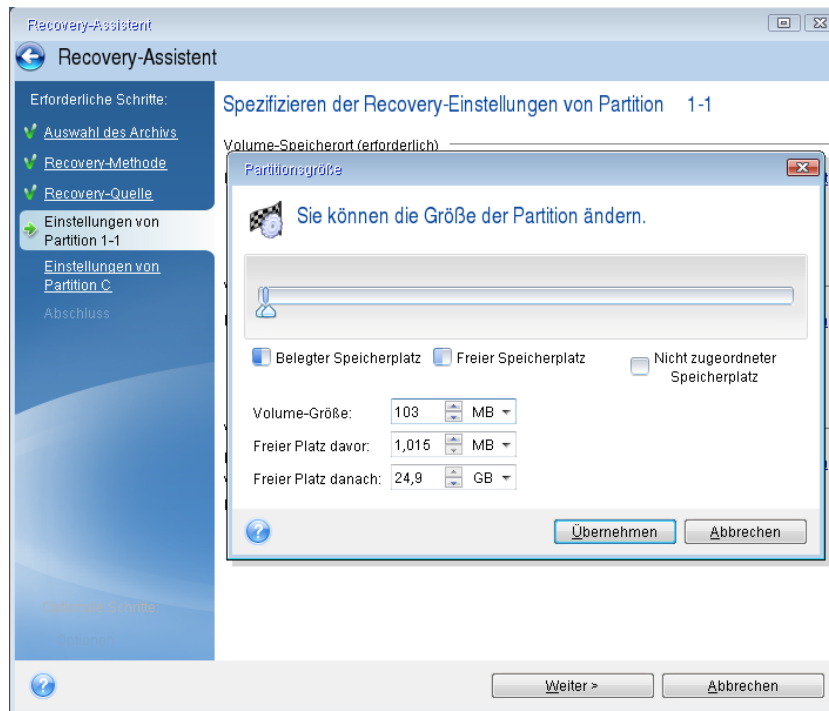 Recovery-Assistent
Recovery-Assistent
Erforderliche Schritte:
Auswahl des Archivs
Recovery-Methode
Recovery-Quelle
Einstellungen von
Partition 1-1
Einstellungen von
Partition C
Abschluss
Spezifizieren der Recovery-Einstellungen von Partition 1-1
Volume-Speicherort (erforderlich)
Partitionsgröße
Sie können die Größe der Partition ändern.
Belegter Speicherplatz
Freier Speicherplatz
Nicht zugeordneter
Speicherplatz
Volume-Größe: 103 MB
Freier Platz davor: 1,015 MB
Freier Platz danach: 24,9 GB
Übernehmen
Abbrechen
Weiter >
Abbrechen